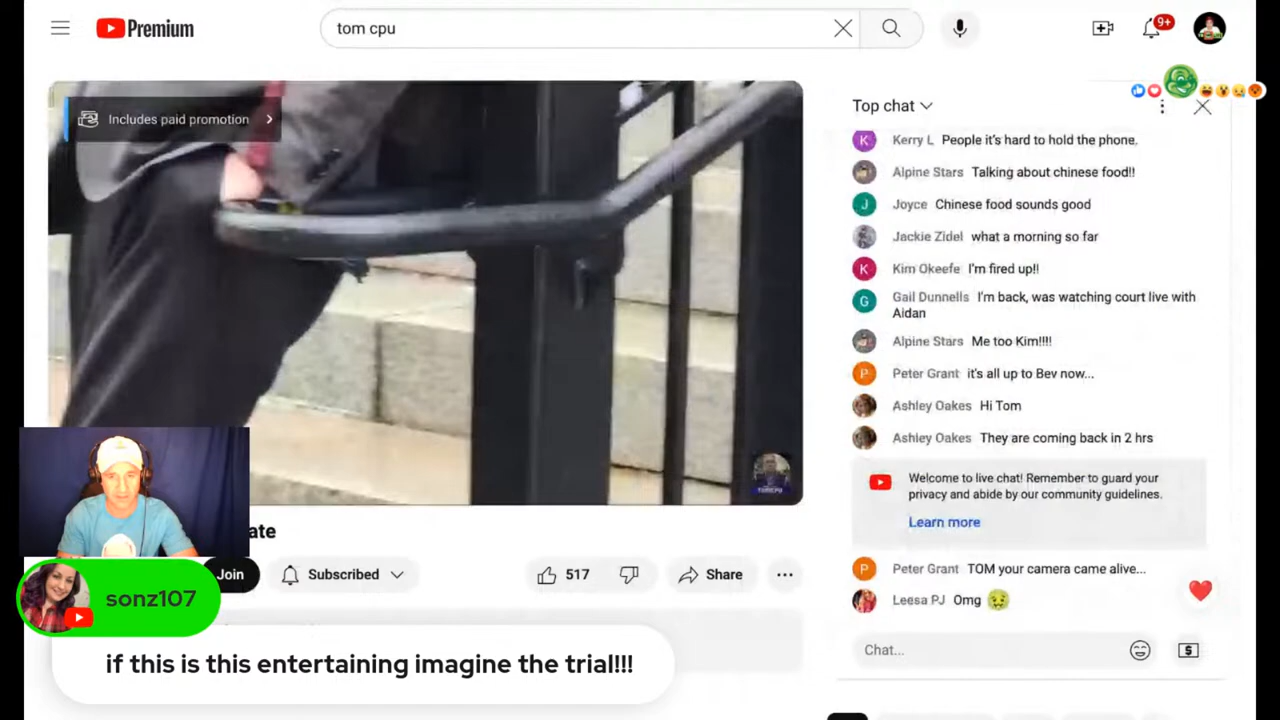 Premium
tom cpu
9+
Includes paid promotion
Top chat
K Kerry L People it's hard to hold the phone.
Alpine Stars Talking about chinese food!!
J Joyce Chinese food sounds good
Jackie Zidel what a morning so far
K Kim Okeefe I'm fired up!!
G Gail Dunnells I'm back, was watching court live with
Aidan
Alpine Stars Me too Kim!!!!
P Peter Grant it's all up to Bev now...
Ashley Oakes Hi Tom
Ashley Oakes They are coming back in 2 hrs
Welcome to live chat! Remember to guard your
privacy and abide by our community guidelines.
Learn more
P Peter Grant TOM your camera came alive...
Leesa PJ Omg
Chat...
TOMCPU
ate
Join
Subscribed
517
Share
sonz107
if this is this entertaining imagine the trial!!!